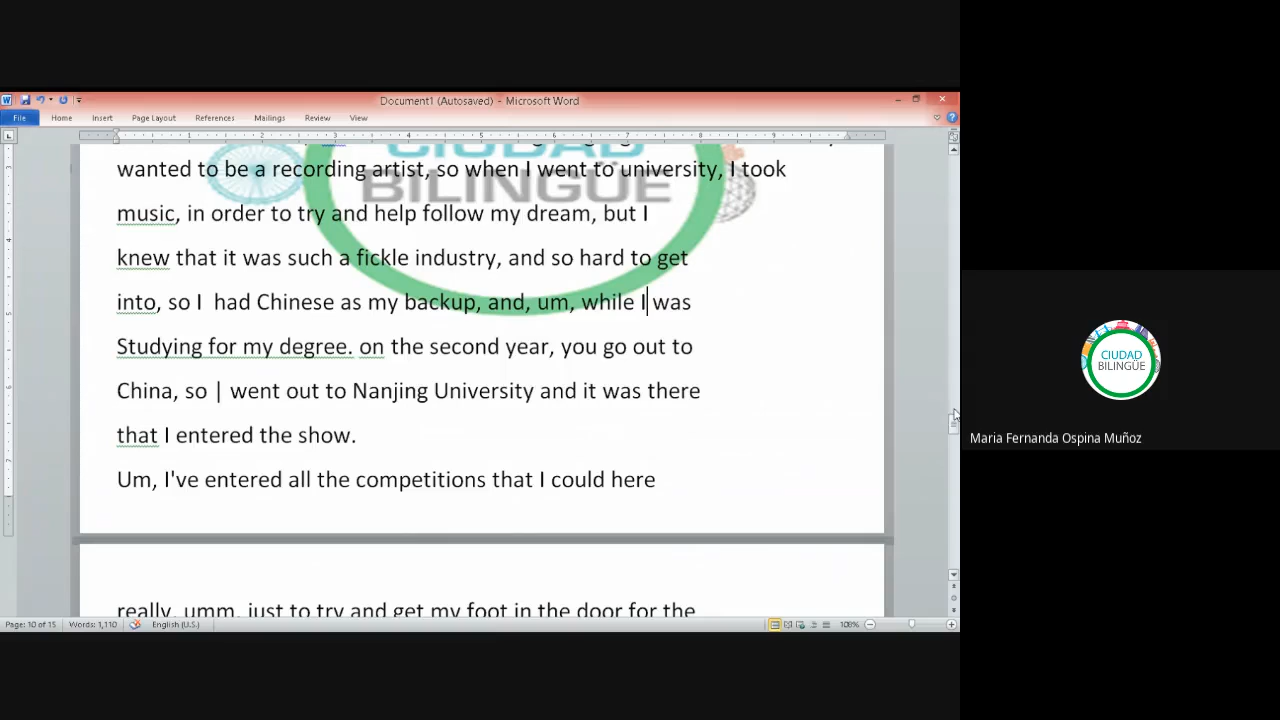 Document1 (Autosaved) - Microsoft Word
File Home Insert Page Layout References Mailings Review View
CIUDAD
BILINGÜE
wanted to be a recording artist, so when I went to university, I took
music, in order to try and help follow my dream, but I
knew that it was such a fickle industry, and so hard to get
into, so I  had Chinese as my backup, and, um, while I was
Studying for my degree. on the second year, you go out to
China, so | went out to Nanjing University and it was there
that I entered the show.
Um, I've entered all the competitions that I could here
really, umm, just to try and get my foot in the door for the
Page: 10 of 15 Words: 1,110 English (U.S.) 108%
CIUDAD
BILINGÜE
Maria Fernanda Ospina Muñoz